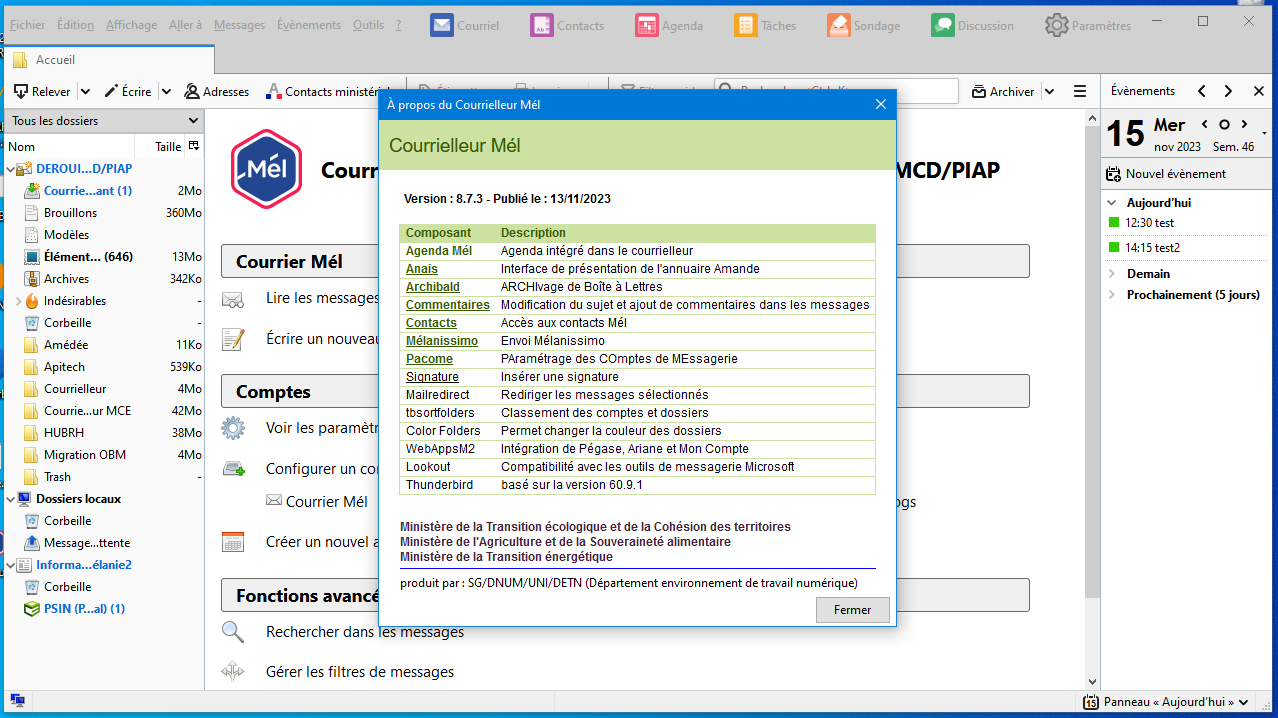 Fichier Édition Affichage Aller à Messages Évènements Outils ? Courriel Contacts Agenda Tâches Sondage Discussion Paramètres
Accueil
Relever Écrire Adresses Contacts ministériels Archiver
Évènements
Tous les dossiers
Nom Taille
DEROUI...D/PIAP
Courrie...ant (1) 2Mo
Brouillons 360Mo
Modèles
Élément... (646) 13Mo
Archives 342Ko
Indésirables -
Corbeille -
Amédée 11Ko
Apitech 539Ko
Courrielleur 4Mo
Courrie...ur MCE 42Mo
HUBRH 38Mo
Migration OBM 4Mo
Trash -
Dossiers locaux
Corbeille
Message...ttente
Informa...élanie2
Corbeille
PSIN (P...al) (1)
Mél
Courr
MCD/PIAP
Courrier Mél
Lire les messages
Écrire un nouveau
Comptes
Voir les paramètr
Configurer un co
Courrier Mél
ogs
Créer un nouvel a
Fonctions avancé
Rechercher dans les messages
Gérer les filtres de messages
À propos du Courrielleur Mél
Courrielleur Mél
Version : 8.7.3 - Publié le : 13/11/2023
Composant Description
Agenda Mél Agenda intégré dans le courrielleur
Anais Interface de présentation de l'annuaire Amande
Archibald ARCHIvage de Boîte à Lettres
Commentaires Modification du sujet et ajout de commentaires dans les messages
Contacts Accès aux contacts Mél
Mélanissimo Envoi Mélanissimo
Pacome PAramétrage des COmptes de MEssagerie
Signature Insérer une signature
Mailredirect Rediriger les messages sélectionnés
tbsortfolders Classement des comptes et dossiers
Color Folders Permet changer la couleur des dossiers
WebAppsM2 Intégration de Pégase, Ariane et Mon Compte
Lookout Compatibilité avec les outils de messagerie Microsoft
Thunderbird basé sur la version 60.9.1
Ministère de la Transition écologique et de la Cohésion des territoires
Ministère de l'Agriculture et de la Souveraineté alimentaire
Ministère de la Transition énergétique
produit par : SG/DNUM/UNI/DETN (Département environnement de travail numérique)
Fermer
15 Mer
nov 2023 Sem. 46
Nouvel évènement
Aujourd'hui
12:30 test
14:15 test2
Demain
Prochainement (5 jours)
15 Panneau « Aujourd'hui »